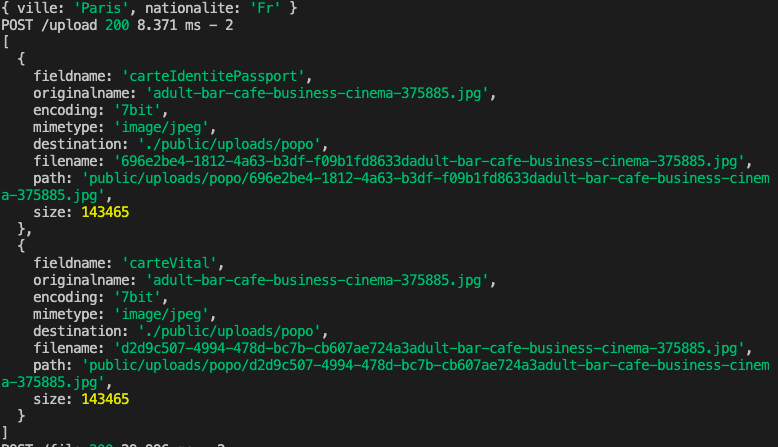 { ville: 'Paris', nationalite: 'Fr' }
POST /upload 200 8.371 ms - 2
[
  {
    fieldname: 'carteIdentitePassport',
    originalname: 'adult-bar-cafe-business-cinema-375885.jpg',
    encoding: '7bit',
    mimetype: 'image/jpeg',
    destination: './public/uploads/popo',
    filename: '696e2be4-1812-4a63-b3df-f09b1fd8633dadult-bar-cafe-business-cinema-375885.jpg',
    path: 'public/uploads/popo/696e2be4-1812-4a63-b3df-f09b1fd8633dadult-bar-cafe-business-cinem
a-375885.jpg',
    size: 143465
  },
  {
    fieldname: 'carteVital',
    originalname: 'adult-bar-cafe-business-cinema-375885.jpg',
    encoding: '7bit',
    mimetype: 'image/jpeg',
    destination: './public/uploads/popo',
    filename: 'd2d9c507-4994-478d-bc7b-cb607ae724a3adult-bar-cafe-business-cinema-375885.jpg',
    path: 'public/uploads/popo/d2d9c507-4994-478d-bc7b-cb607ae724a3adult-bar-cafe-business-cinem
a-375885.jpg',
    size: 143465
  }
]
POST /file 200